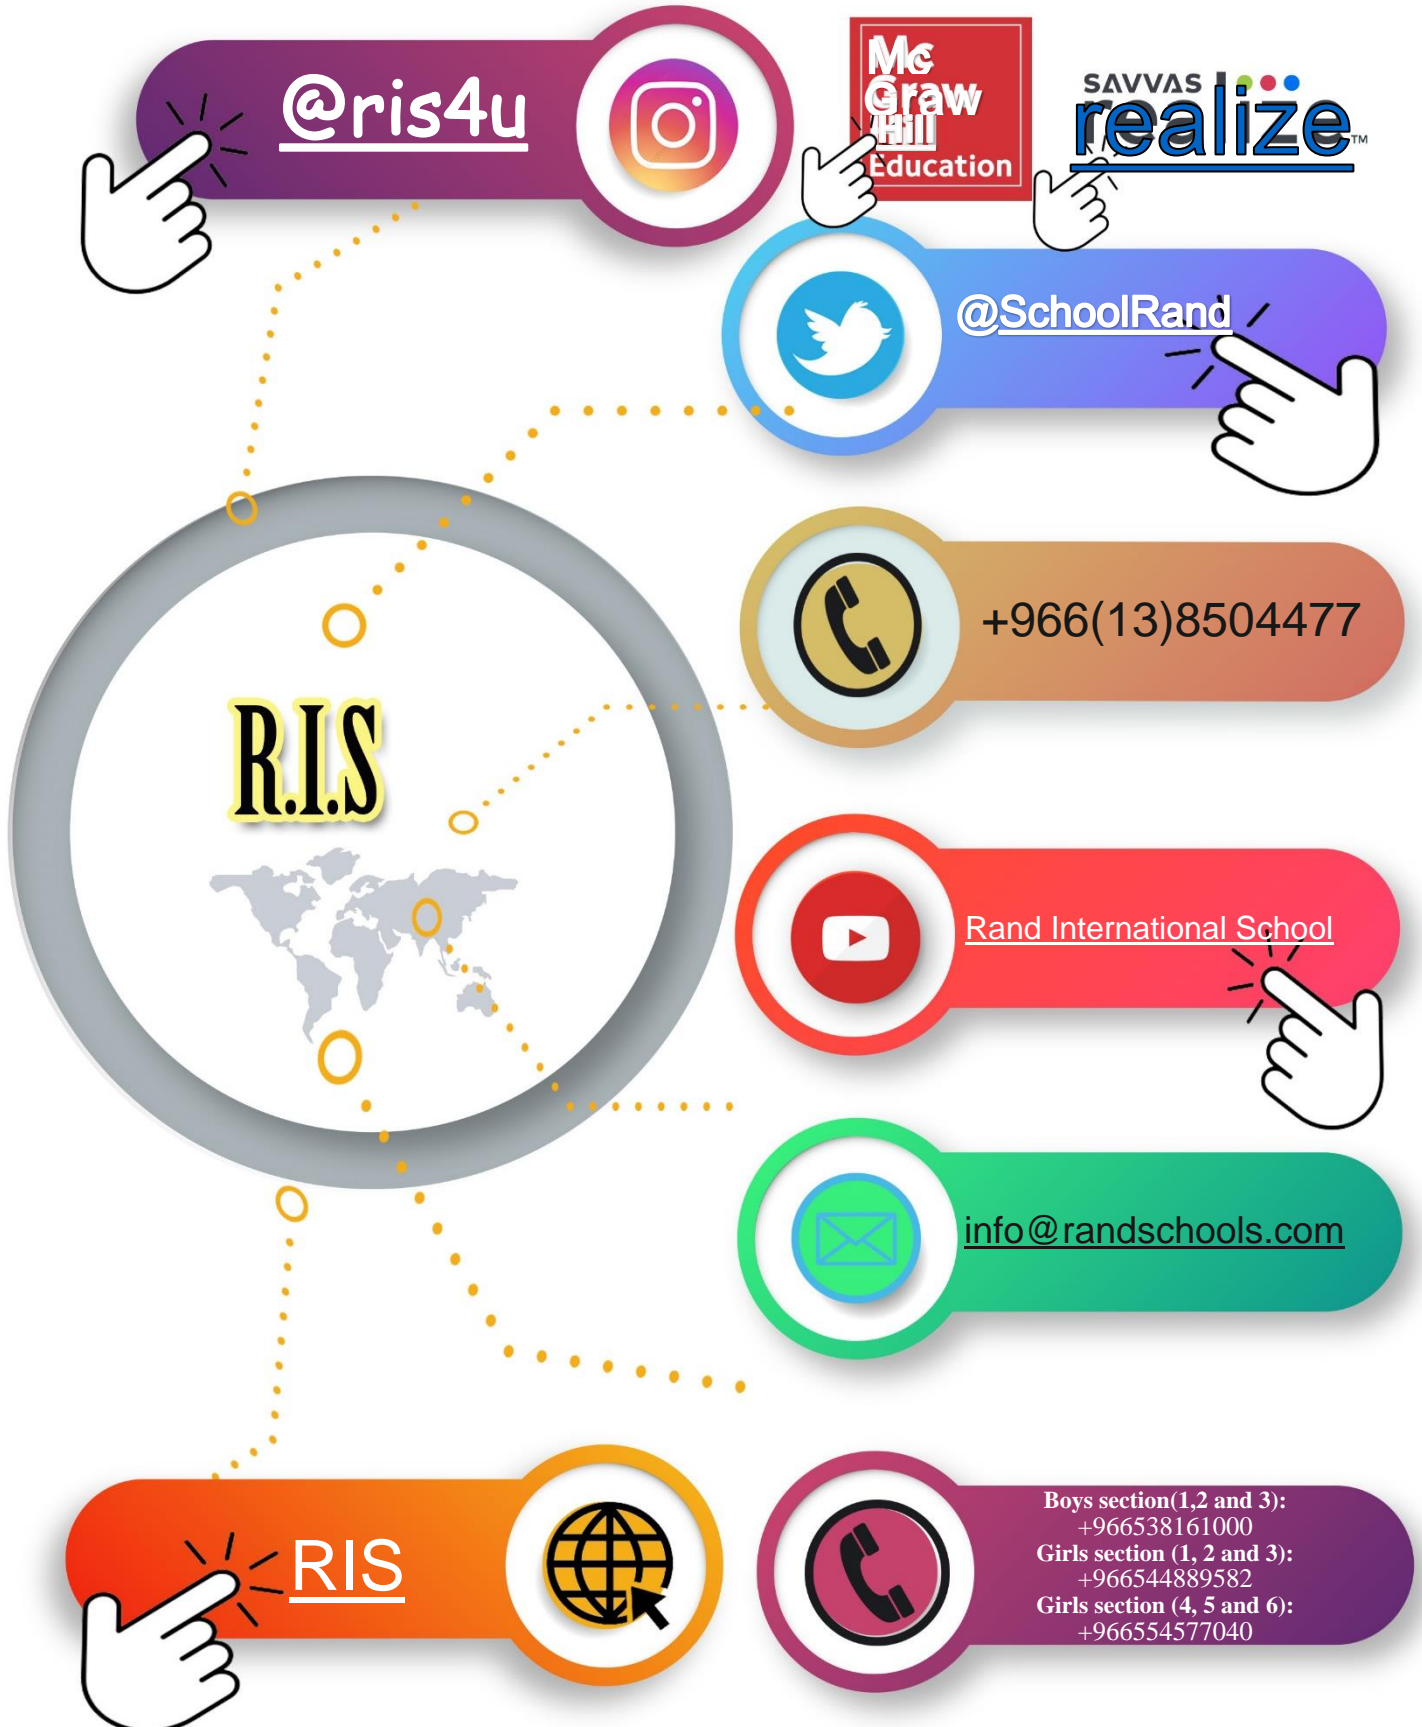 @ris4u
Mc
Graw
Hill
Education
SAVVAS
realize™
@SchoolRand
+966(13)8504477
R.I.S
Rand International School
info@randschools.com
RIS
Boys section(1,2 and 3):
+966538161000
Girls section (1, 2 and 3):
+966544889582
Girls section (4, 5 and 6):
+966554577040